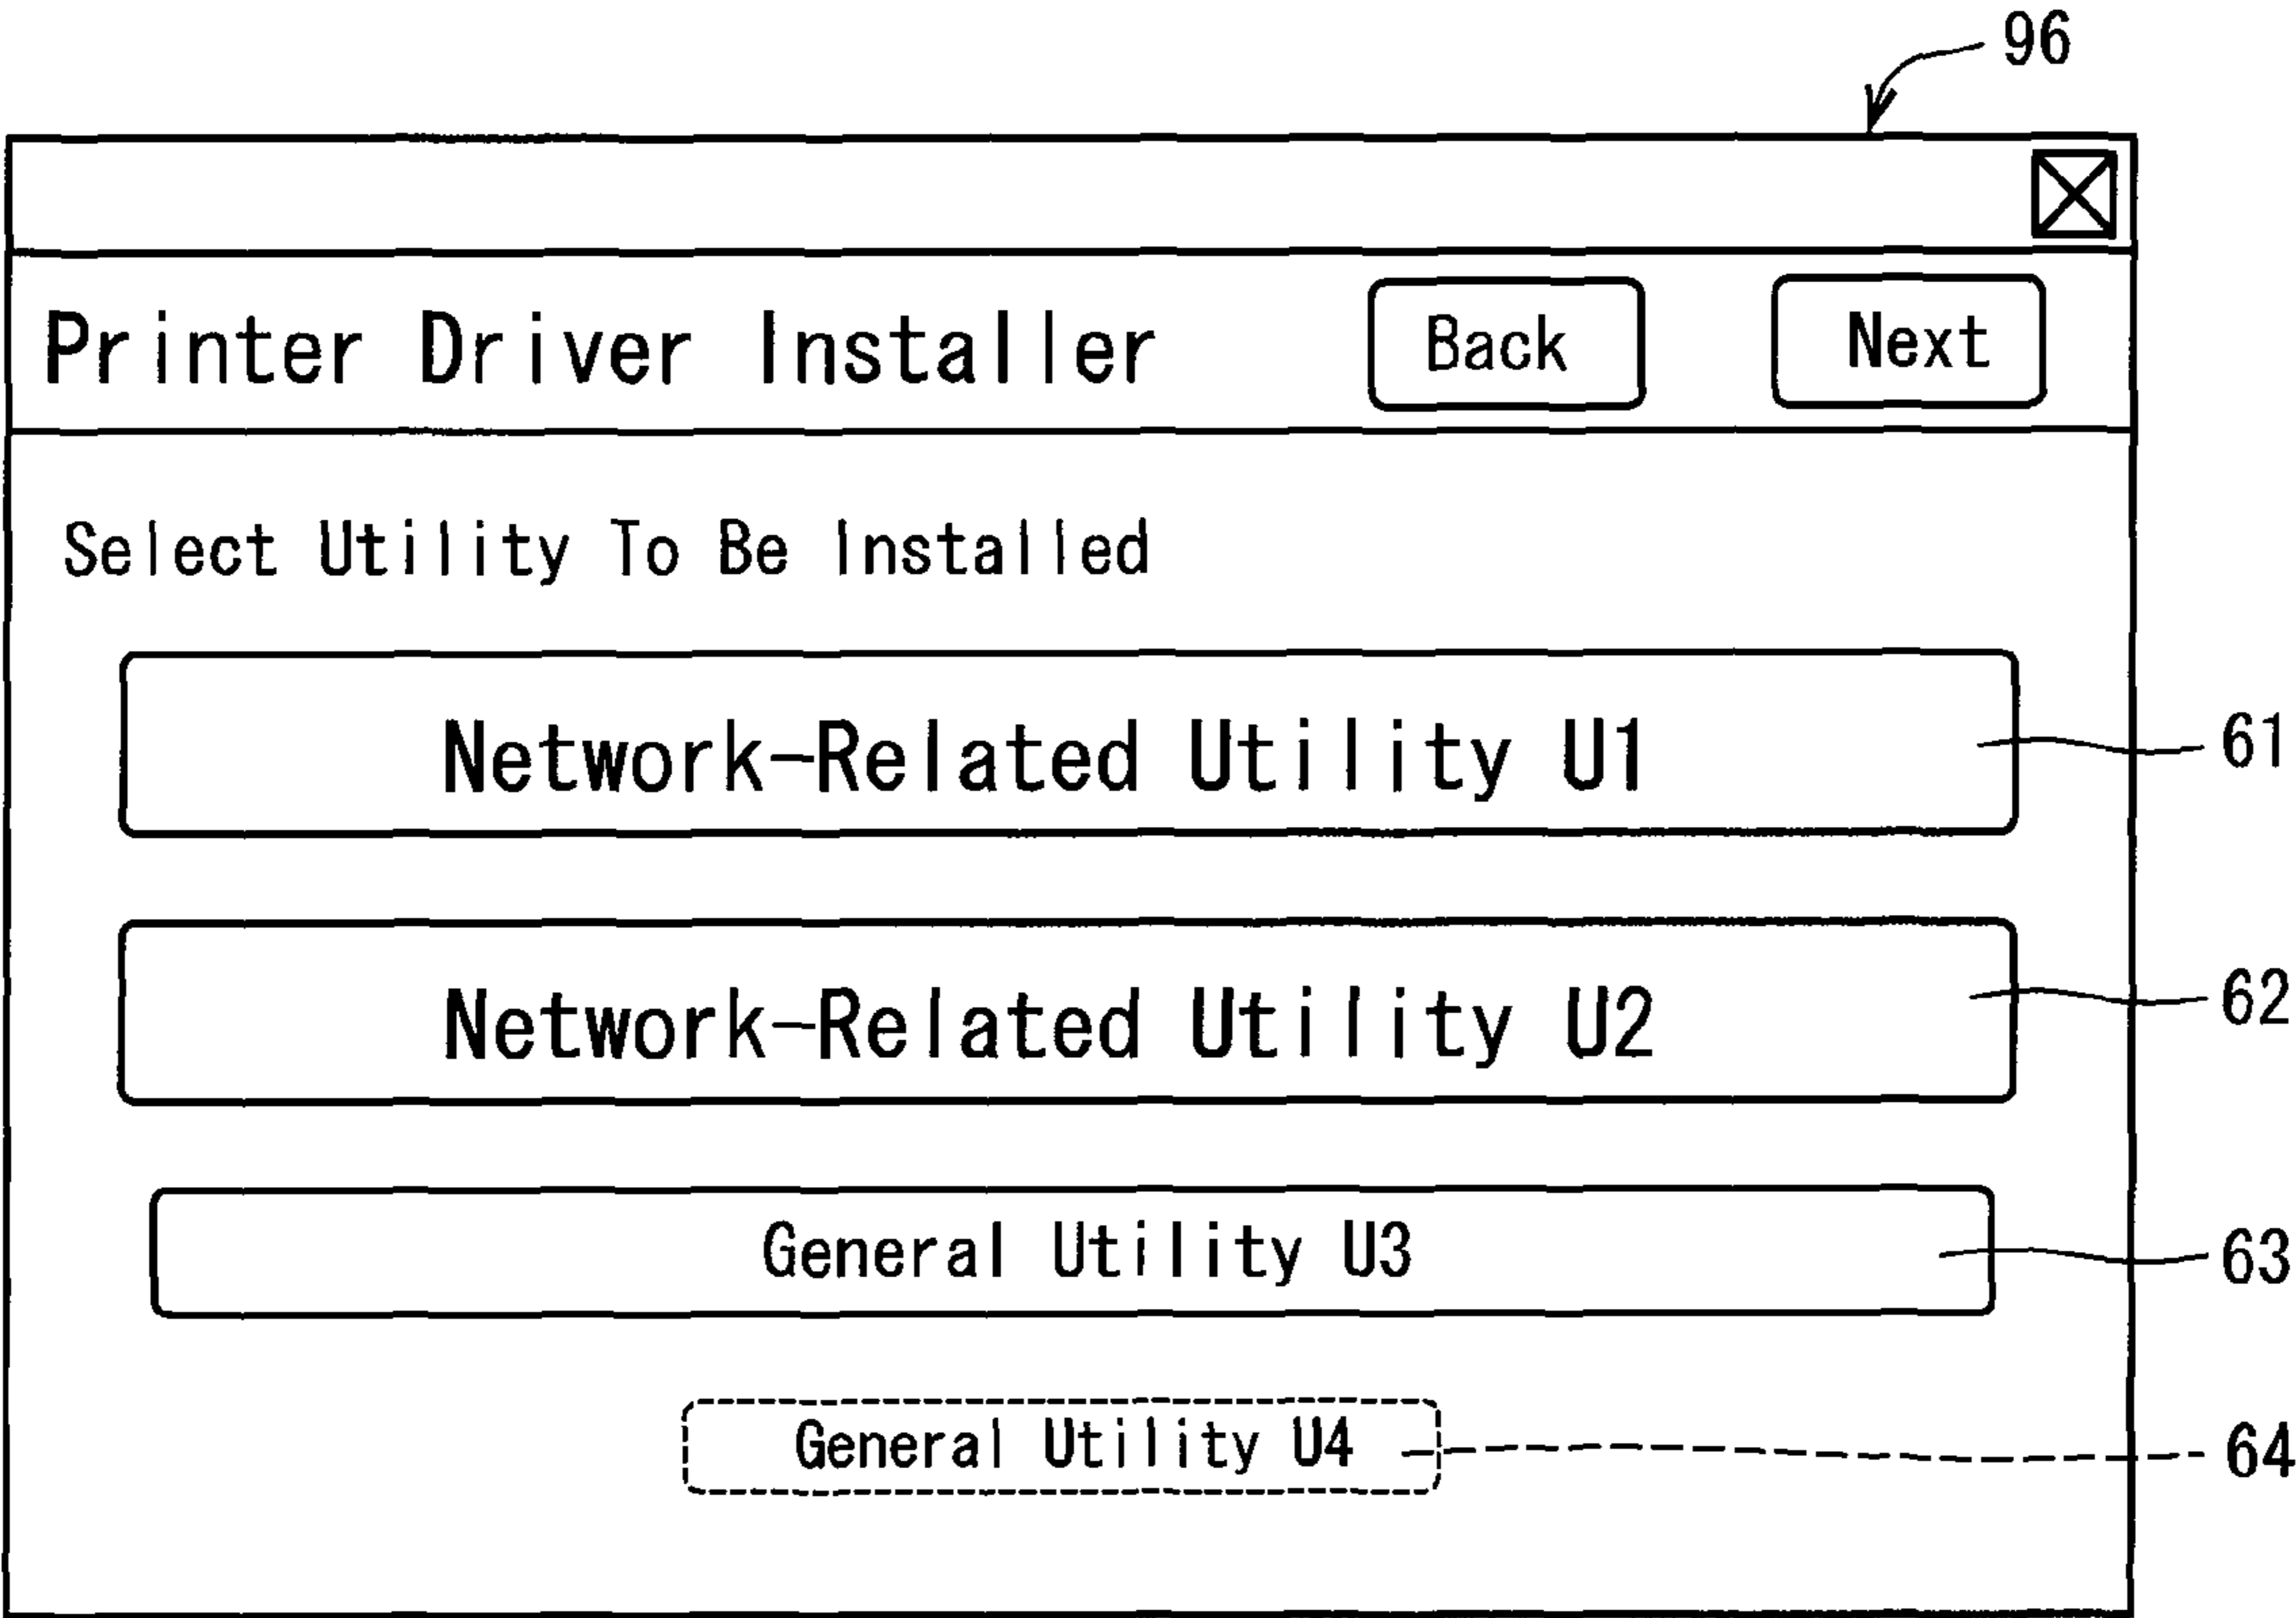 96
Printer Driver Installer Back Next
Select Utility To Be Installed
Network-Related Utility U1 61
Network-Related Utility U2 62
General Utility U3 63
General Utility U4 64